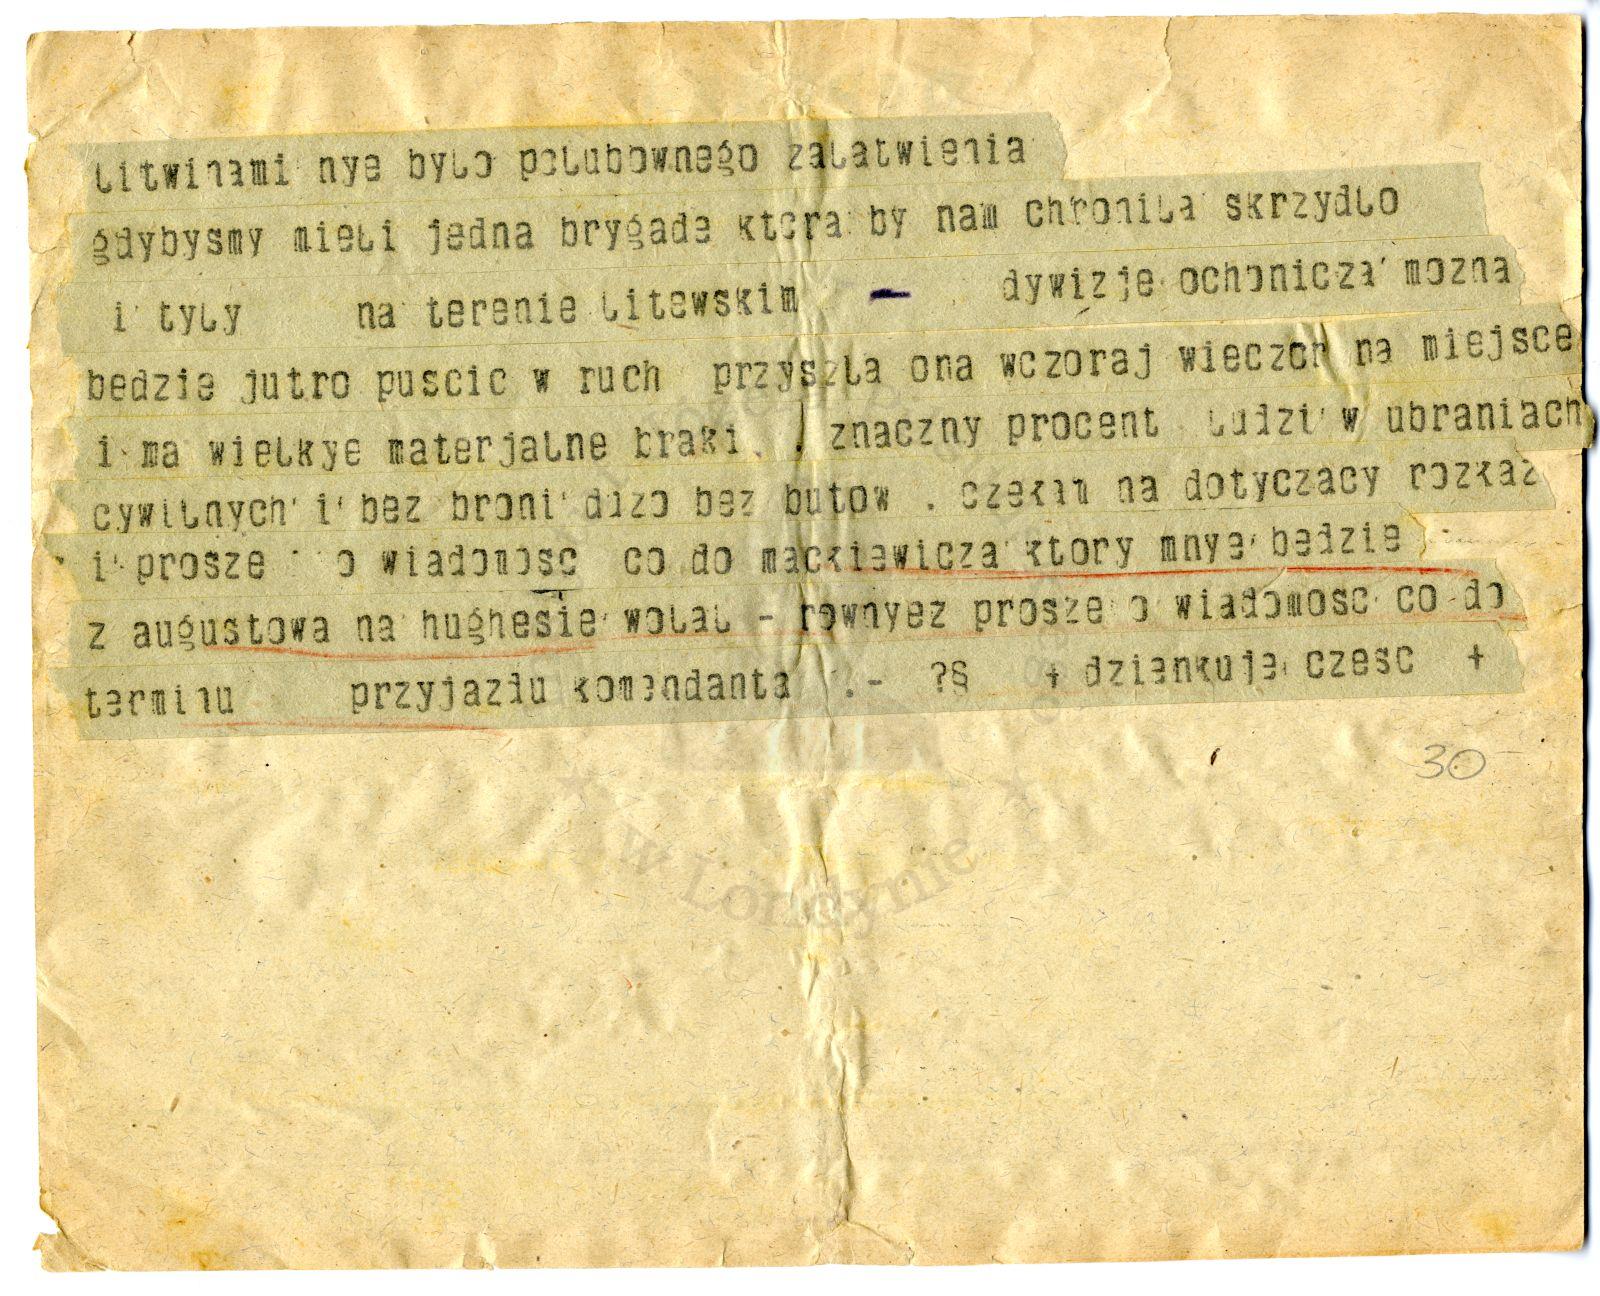 litwinami nye bylo polubownego zalatwienia
gdybysmy mieli jedna brygade ktora by nam chronila skrzydlo
i tyly na terenie litewskim - dywizje ochonicza mozna
bedzie jutro puscic w ruch przyszla ona wczoraj wieczor na miejsce
i ma wielkye materjalne braki . . znaczny procent ludzi w ubraniach
cywilnych i bez broni duzo bez butow . czekam na dotyczacy rozkaz
i prosze o wiadomosc co do mackiewicza ktory mnye bedzie
z augustowa na hughesie wolal - rownyez prosze o wiadomosc co do
terminu przyjazdu komendanta .- ?§ + dzienkuje czesc +
30
w Londynie